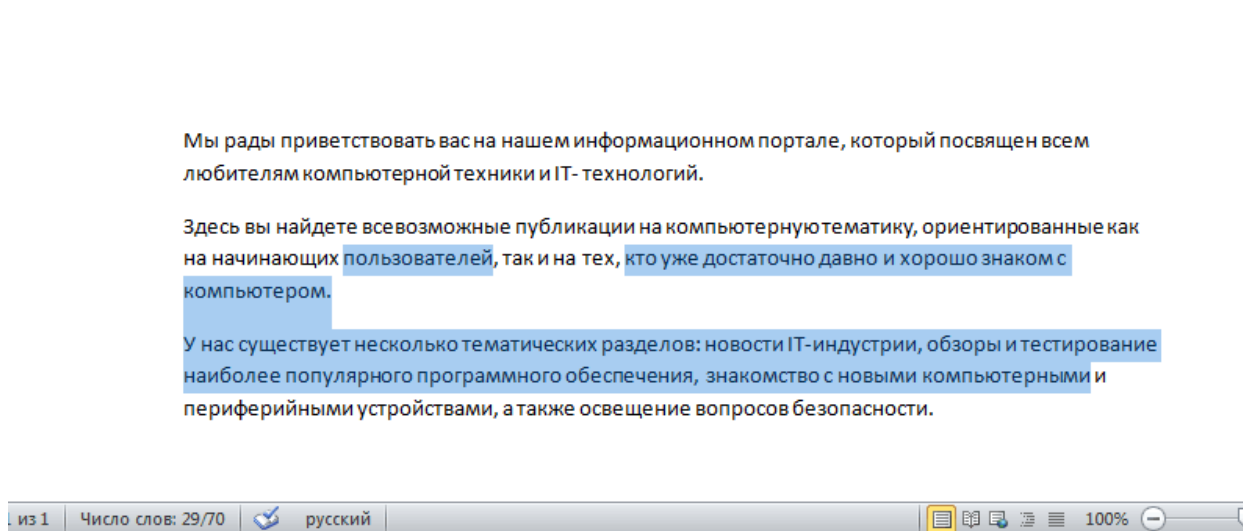 Мы рады приветствовать вас на нашем информационном портале, который посвящен всем
любителям компьютерной техники и IT- технологий.
Здесь вы найдете всевозможные публикации на компьютерную тематику, ориентированные как
на начинающих пользователей, так и на тех, кто уже достаточно давно и хорошо знаком с
компьютером.
У нас существует несколько тематических разделов: новости IT-индустрии, обзоры и тестирование
наиболее популярного программного обеспечения, знакомство с новыми компьютерными и
периферийными устройствами, а также освещение вопросов безопасности.
1 из 1 Число слов: 29/70 русский 100%